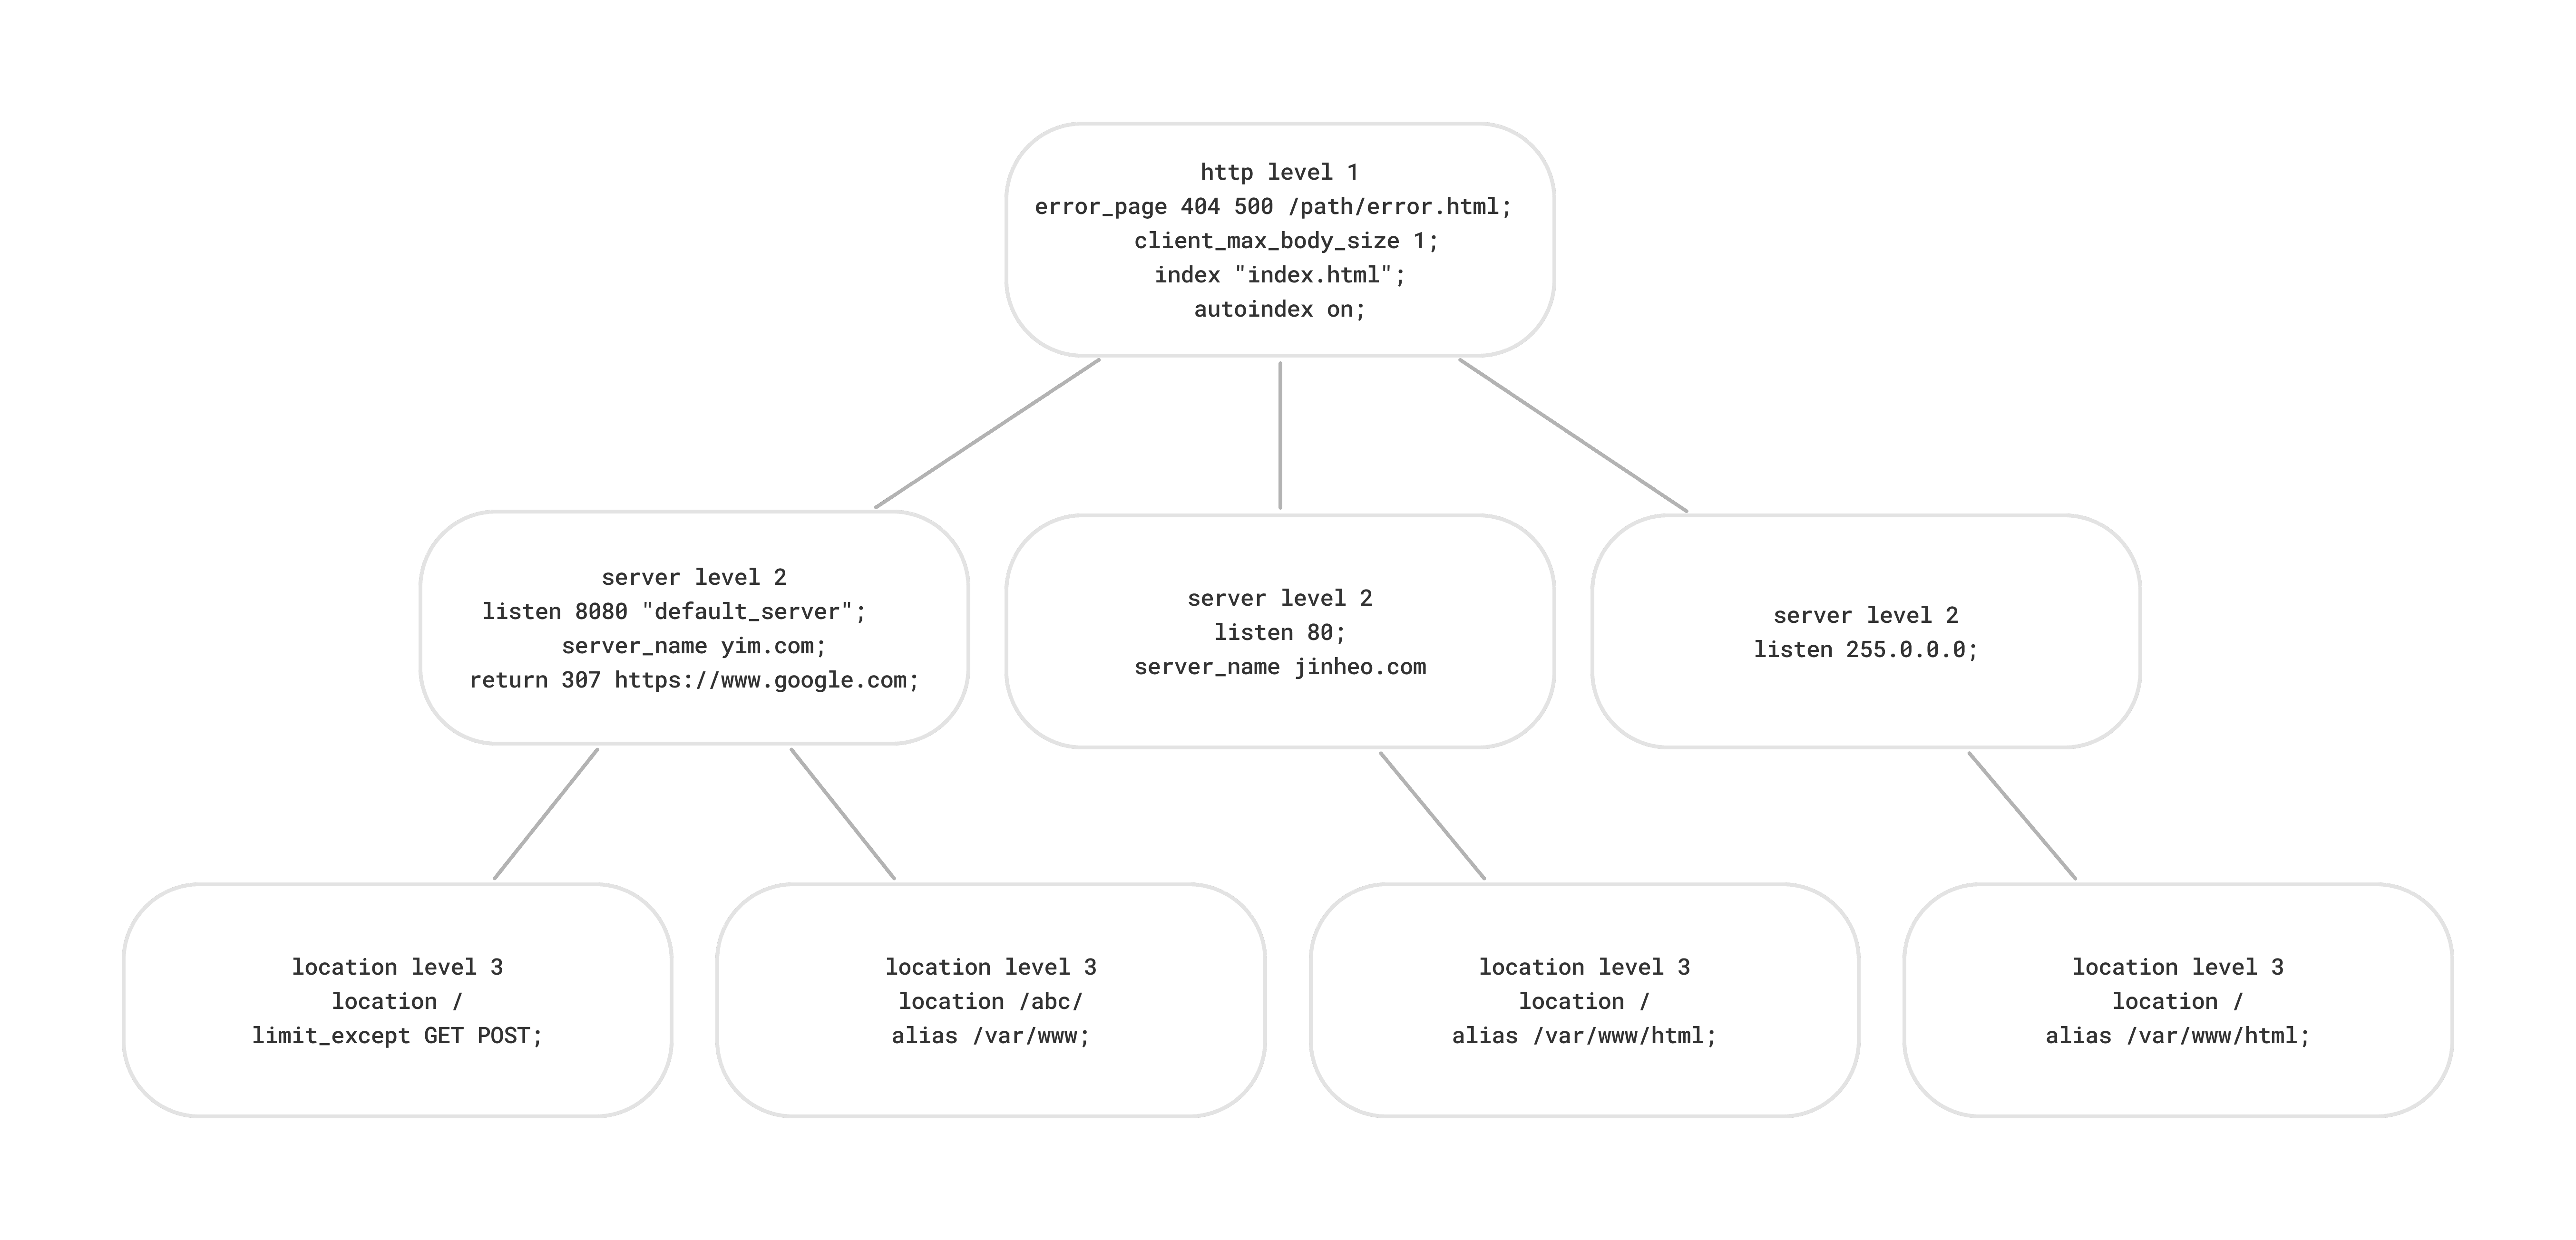 http level 1
error_page 404 500 /path/error.html;
client_max_body_size 1;
index "index.html";
autoindex on;
server level 2
listen 8080 "default_server";
server_name yim.com;
return 307 https://www.google.com;
server level 2
listen 80;
server_name jinheo.com
server level 2
listen 255.0.0.0;
location level 3
location /
limit_except GET POST;
location level 3
location /abc/
alias /var/www;
location level 3
location /
alias /var/www/html;
location level 3
location /
alias /var/www/html;